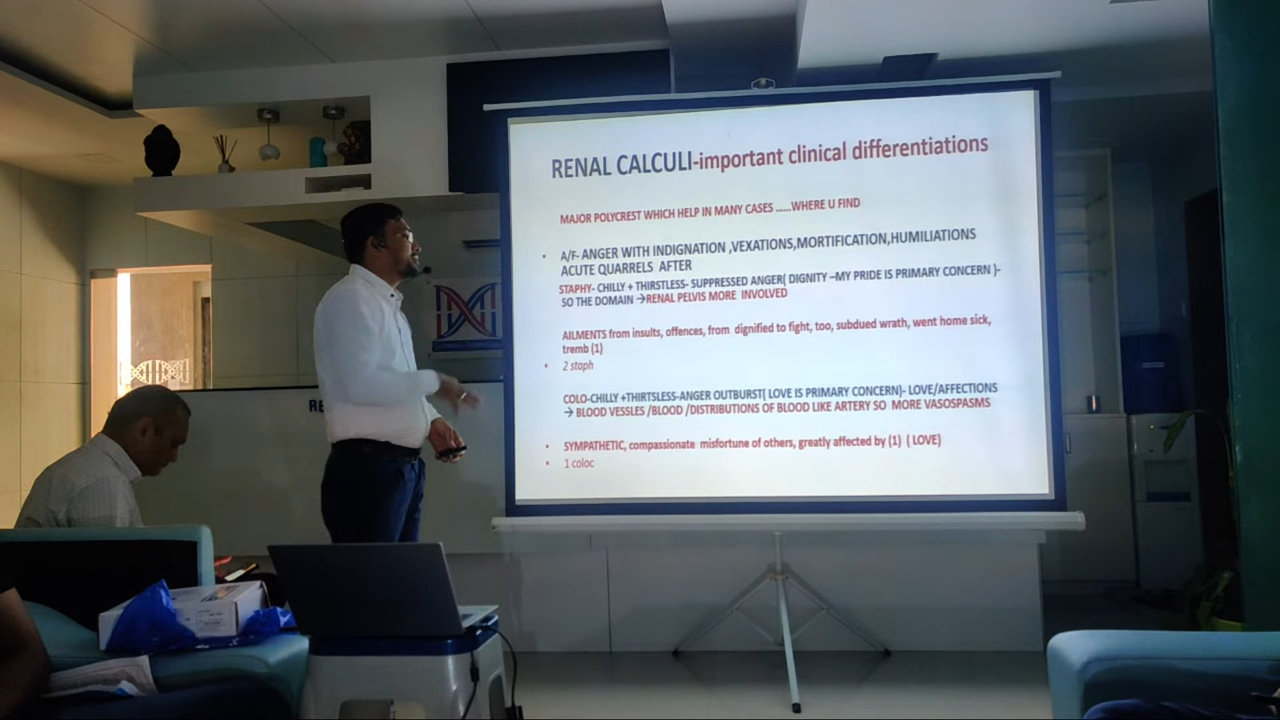 RENAL CALCULI-important clinical differentiations
MAJOR POLYCREST WHICH HELP IN MANY CASES .....WHERE U FIND
• A/F- ANGER WITH INDIGNATION ,VEXATIONS,MORTIFICATION,HUMILIATIONS
ACUTE QUARRELS AFTER
STAPHY- CHILLY + THIRSTLESS- SUPPRESSED ANGER( DIGNITY –MY PRIDE IS PRIMARY CONCERN )-
SO THE DOMAIN →RENAL PELVIS MORE INVOLVED
AILMENTS from insults, offences, from dignified to fight, too, subdued wrath, went home sick,
tremb (1)
• 2 staph
COLO-CHILLY +THIRTSLESS-ANGER OUTBURST( LOVE IS PRIMARY CONCERN)- LOVE/AFFECTIONS
→ BLOOD VESSLES /BLOOD /DISTRIBUTIONS OF BLOOD LIKE ARTERY SO MORE VASOSPASMS
• SYMPATHETIC, compassionate misfortune of others, greatly affected by (1) ( LOVE)
• 1 coloc